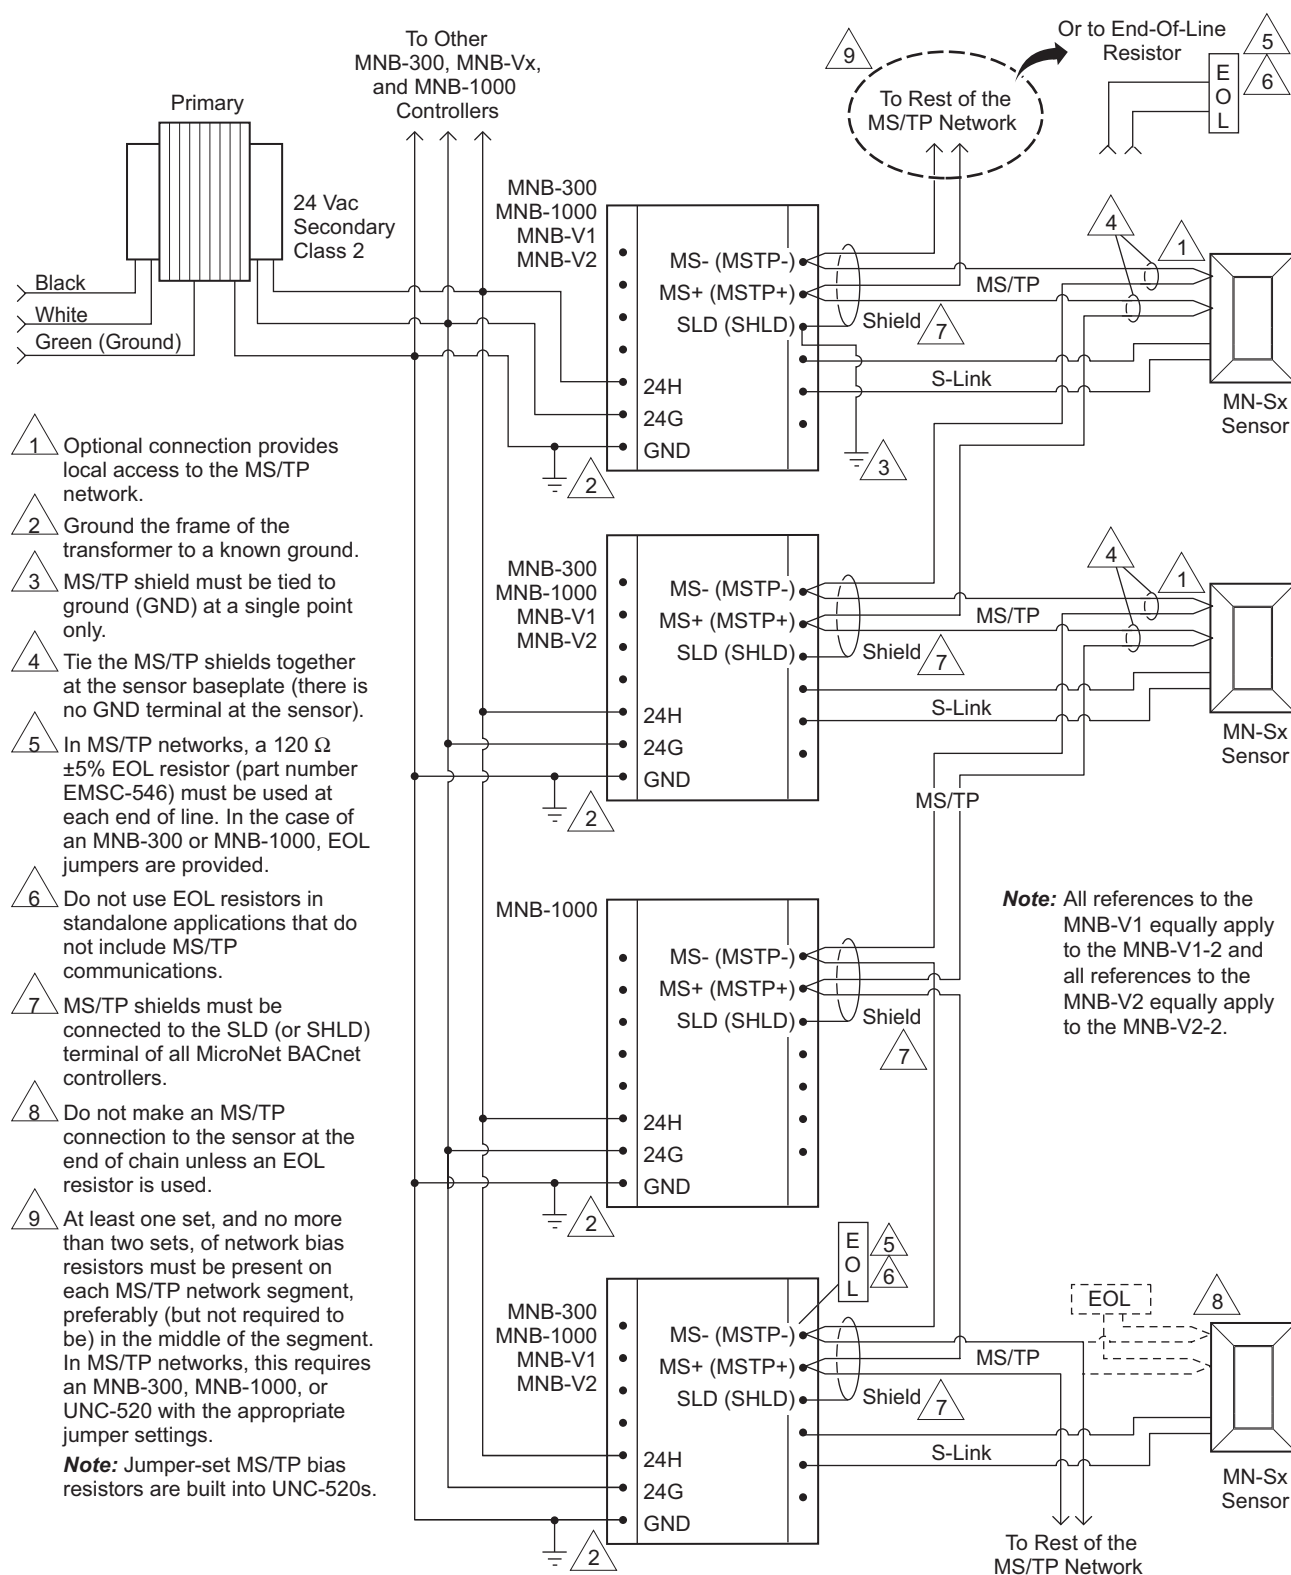 To Other
MNB-300, MNB-Vx,
and MNB-1000
Controllers
Primary
24 Vac
Secondary
Class 2
Black
White
Green (Ground)
9
To Rest of the
MS/TP Network
Or to End-Of-Line
Resistor
E
O
L
5
6
MNB-300
MNB-1000
MNB-V1
MNB-V2
MS- (MSTP-)
MS+ (MSTP+)
SLD (SHLD)
24H
24G
GND
2
Shield
7
3
MS/TP
S-Link
4
1
MN-Sx
Sensor
MNB-300
MNB-1000
MNB-V1
MNB-V2
MS- (MSTP-)
MS+ (MSTP+)
SLD (SHLD)
24H
24G
GND
2
Shield
7
MS/TP
S-Link
4
1
MN-Sx
Sensor
MS/TP
MNB-1000
MS- (MSTP-)
MS+ (MSTP+)
SLD (SHLD)
24H
24G
GND
2
Shield
7
Note: All references to the
MNB-V1 equally apply
to the MNB-V1-2 and
all references to the
MNB-V2 equally apply
to the MNB-V2-2.
E
O
L
5
6
MNB-300
MNB-1000
MNB-V1
MNB-V2
MS- (MSTP-)
MS+ (MSTP+)
SLD (SHLD)
24H
24G
GND
2
Shield
7
MS/TP
S-Link
EOL
8
MN-Sx
Sensor
To Rest of the
MS/TP Network
1 Optional connection provides
local access to the MS/TP
network.
2 Ground the frame of the
transformer to a known ground.
3 MS/TP shield must be tied to
ground (GND) at a single point
only.
4 Tie the MS/TP shields together
at the sensor baseplate (there is
no GND terminal at the sensor).
5 In MS/TP networks, a 120 Ω
±5% EOL resistor (part number
EMSC-546) must be used at
each end of line. In the case of
an MNB-300 or MNB-1000, EOL
jumpers are provided.
6 Do not use EOL resistors in
standalone applications that do
not include MS/TP
communications.
7 MS/TP shields must be
connected to the SLD (or SHLD)
terminal of all MicroNet BACnet
controllers.
8 Do not make an MS/TP
connection to the sensor at the
end of chain unless an EOL
resistor is used.
9 At least one set, and no more
than two sets, of network bias
resistors must be present on
each MS/TP network segment,
preferably (but not required to
be) in the middle of the segment.
In MS/TP networks, this requires
an MNB-300, MNB-1000, or
UNC-520 with the appropriate
jumper settings.
Note: Jumper-set MS/TP bias
resistors are built into UNC-520s.